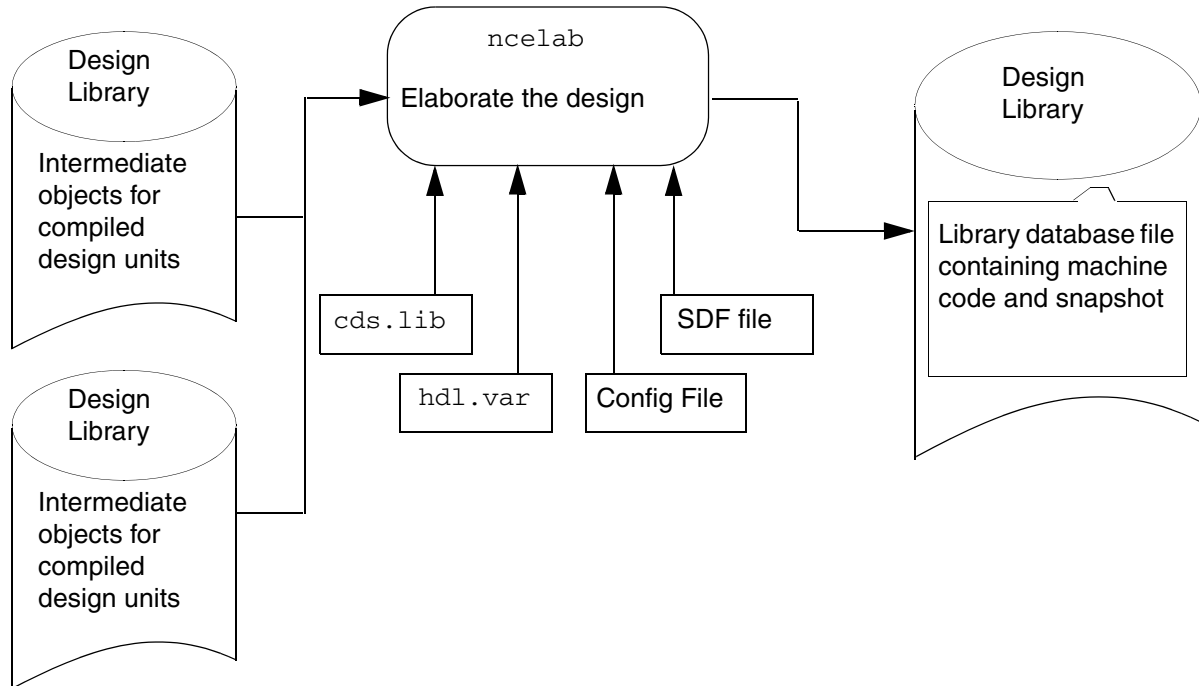 Design
Library
Intermediate
objects for
compiled
design units
ncelab
Elaborate the design
Design
Library
Library database file
containing machine
code and snapshot
cds.lib
SDF file
hdl.var
Config File
Design
Library
Intermediate
objects for
compiled
design units